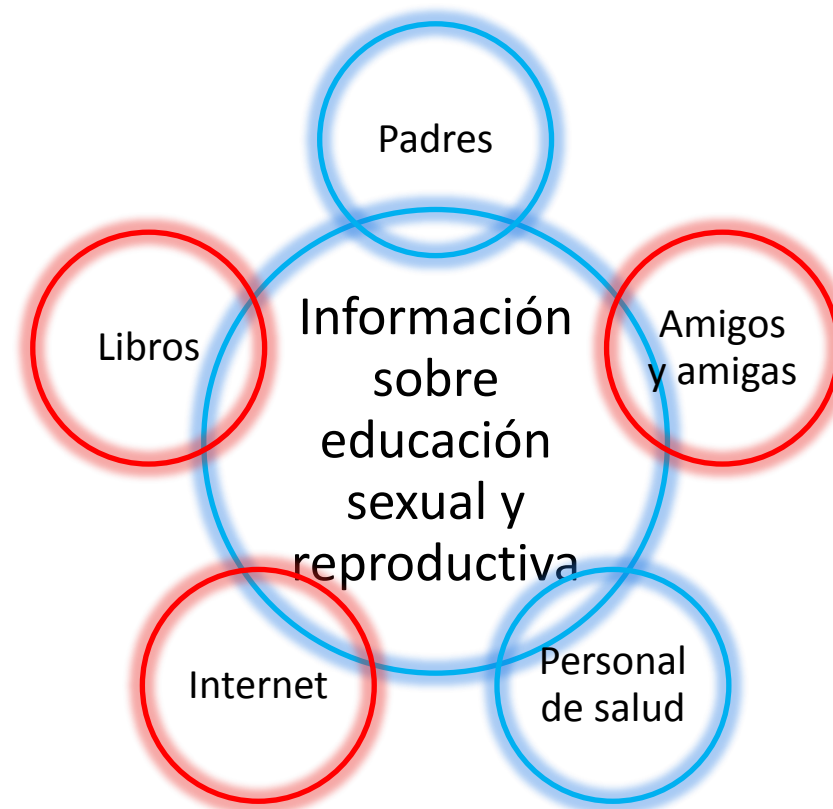 Padres
Libros
Información
sobre
educación
sexual y
reproductiva
Amigos
y amigas
Internet
Personal
de salud